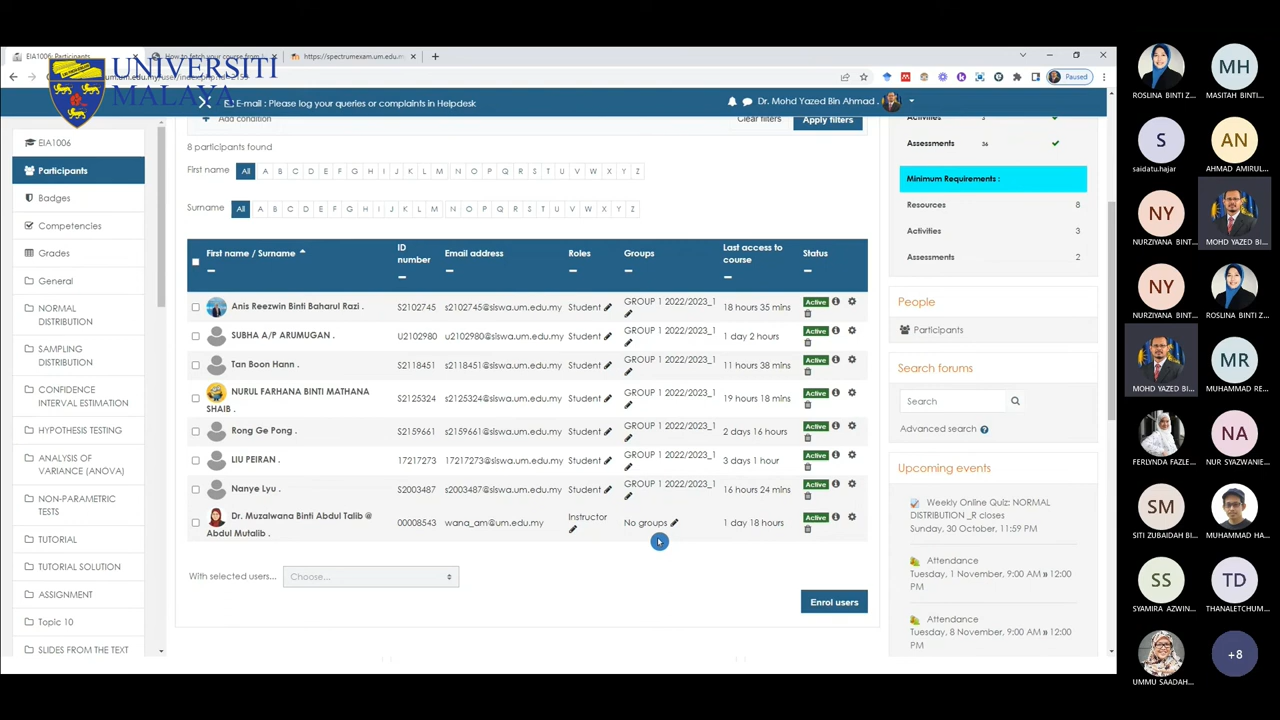 EIA1006: Participants
How to fetch your course from
https://spectrumexam.um.edu.m
UNIVERSITI
MALAYA
Paused
E-mail : Please log your queries or complaints in Helpdesk
Dr. Mohd Yazed Bin Ahmad .
EIA1006
Participants
Badges
Competencies
Grades
General
NORMAL
DISTRIBUTION
SAMPLING
DISTRIBUTION
CONFIDENCE
INTERVAL ESTIMATION
HYPOTHESIS TESTING
ANALYSIS OF
VARIANCE (ANOVA)
NON-PARAMETRIC
TESTS
TUTORIAL
TUTORIAL SOLUTION
ASSIGNMENT
Topic 10
SLIDES FROM THE TEXT
Add condition
Clear filters
Apply filters
8 participants found
First name All A B C D E F G H I J K L M N O P Q R S T U V W X Y Z
Surname All A B C D E F G H I J K L M N O P Q R S T U V W X Y Z
First name / Surname ID number Email address Roles Groups Last access to course Status
Anis Reezwin Binti Baharul Razi . S2102745 s2102745@siswa.um.edu.my Student GROUP 1 2022/2023_1 18 hours 35 mins Active
SUBHA A/P ARUMUGAN . U2102980 u2102980@siswa.um.edu.my Student GROUP 1 2022/2023_1 1 day 2 hours Active
Tan Boon Hann . S2118451 s2118451@siswa.um.edu.my Student GROUP 1 2022/2023_1 11 hours 38 mins Active
NURUL FARHANA BINTI MATHANA SHAIB . S2125324 s2125324@siswa.um.edu.my Student GROUP 1 2022/2023_1 19 hours 18 mins Active
Rong Ge Pong . S2159661 s2159661@siswa.um.edu.my Student GROUP 1 2022/2023_1 2 days 16 hours Active
LIU PEIRAN . 17217273 17217273@siswa.um.edu.my Student GROUP 1 2022/2023_1 3 days 1 hour Active
Nanye Lyu . S2003487 s2003487@siswa.um.edu.my Student GROUP 1 2022/2023_1 16 hours 24 mins Active
Dr. Muzalwana Binti Abdul Talib @ Abdul Mutalib . 00008543 wana_am@um.edu.my Instructor No groups 1 day 18 hours Active
With selected users... Choose...
Enrol users
Activities 3
Assessments 36
Minimum Requirements :
Resources 8
Activities 3
Assessments 2
People
Participants
Search forums
Search
Advanced search
Upcoming events
Weekly Online Quiz: NORMAL
DISTRIBUTION _R closes
Sunday, 30 October, 11:59 PM
Attendance
Tuesday, 1 November, 9:00 AM » 12:00
PM
Attendance
Tuesday, 8 November, 9:00 AM » 12:00
PM
MH
ROSLINA BINTI Z...
MASITAH BINTI...
S
AN
saidatu.hajar
AHMAD AMIRUL...
NY
NURZIYANA BINT...
MOHD YAZED BI...
NY
NURZIYANA BINT...
ROSLINA BINTI Z...
MR
MOHD YAZED BI...
MUHAMMAD RE...
NA
FERLYNDA FAZLE...
NUR SYAZWANIE...
SM
SITI ZUBAIDAH BI...
MUHAMMAD HA...
SS
TD
SYAMIRA AZWIN...
THANALETCHUM...
+8
UMMU SAADAH...